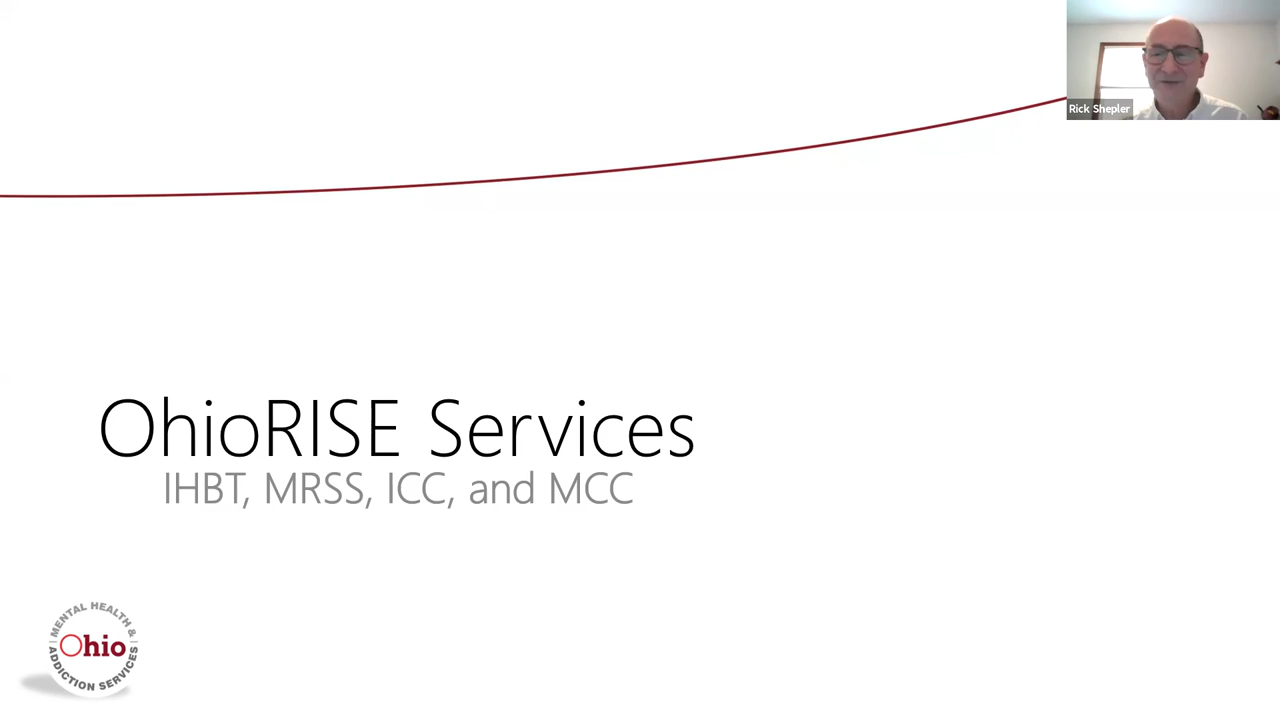 Rick Shepler
OhioRISE Services
IHBT, MRSS, ICC, and MCC
MENTAL HEALTH &
Ohio
ADDICTION SERVICES